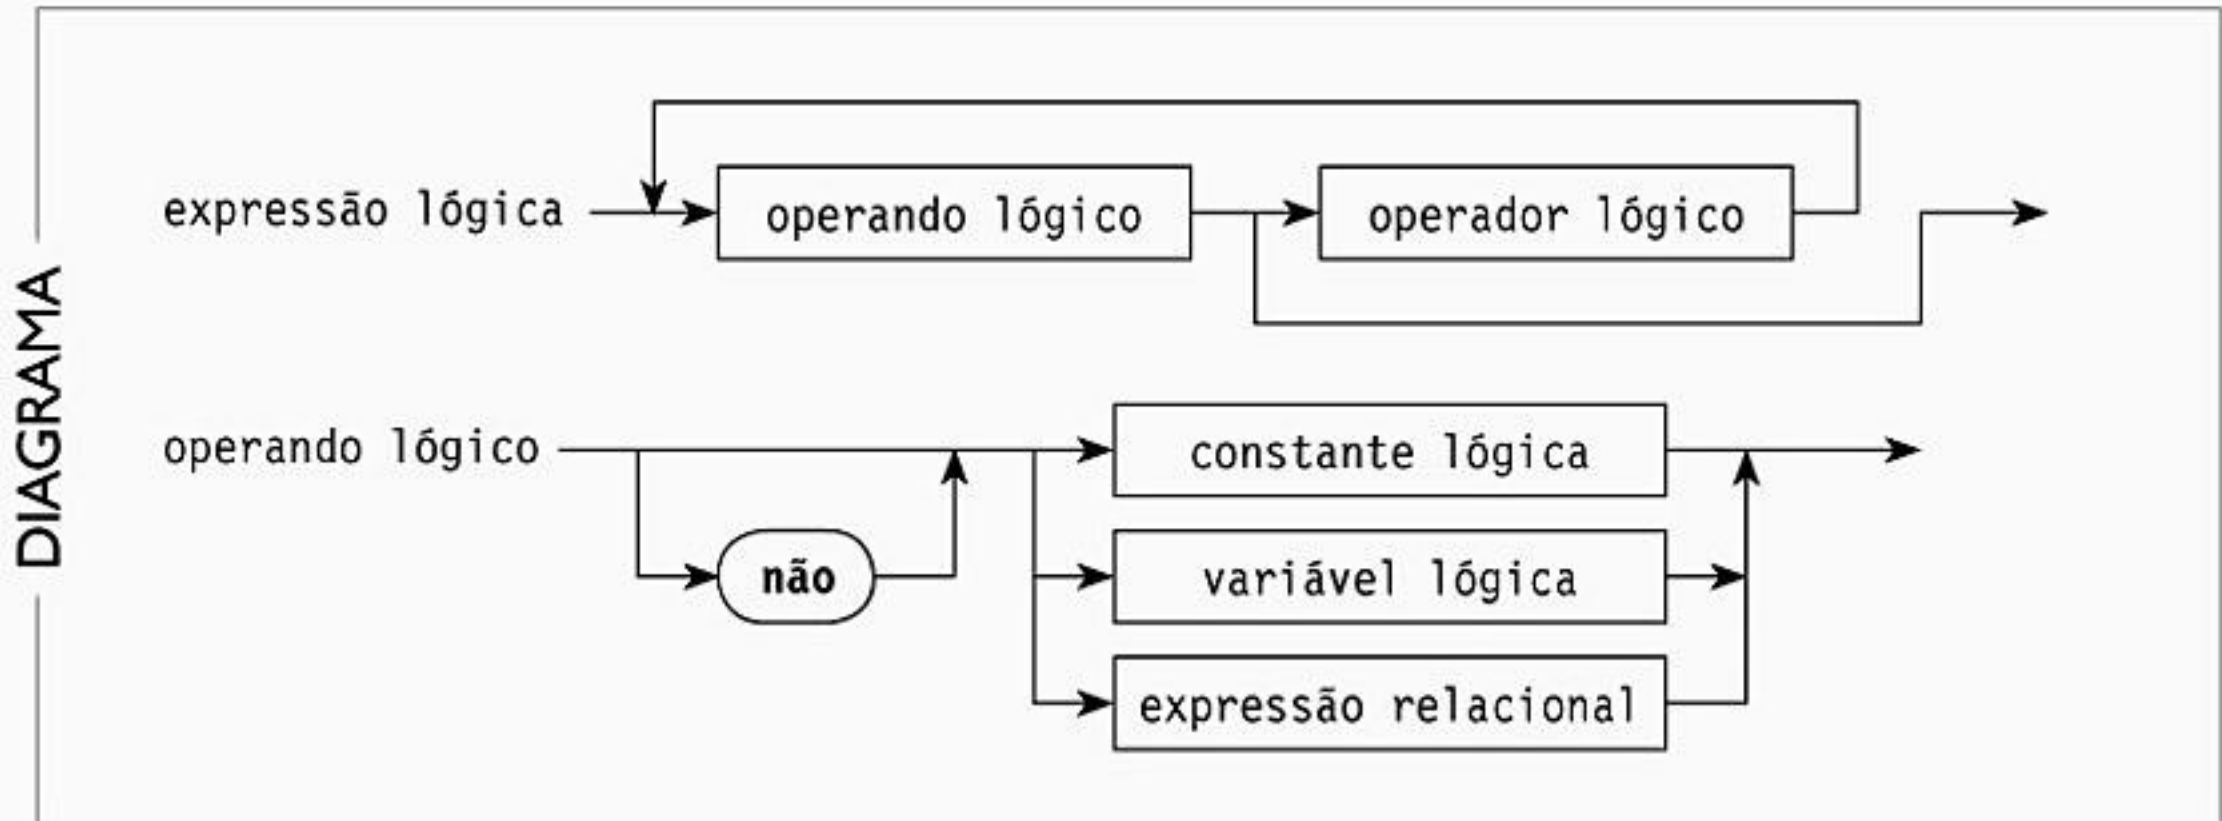 DIAGRAMA
expressão lógica
operando lógico
operador lógico
operando lógico
constante lógica
não
variável lógica
expressão relacional